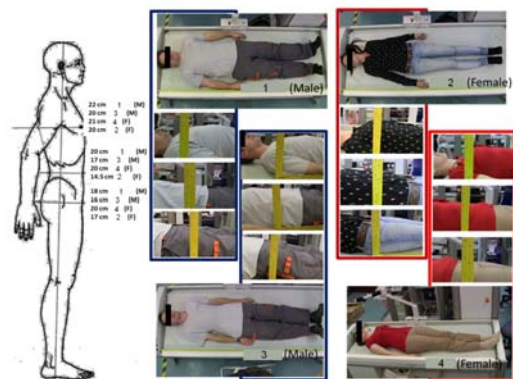 22 cm 1 (M)
20 cm 3 (M)
21 cm 4 (F)
20 cm 2 (F)
20 cm 1 (M)
17 cm 3 (M)
20 cm 4 (F)
14.5 cm 2 (F)
18 cm 1 (M)
16 cm 3 (M)
20 cm 4 (F)
17 cm 2 (F)
1 (Male)
2 (Female)
3 (Male)
4 (Female)